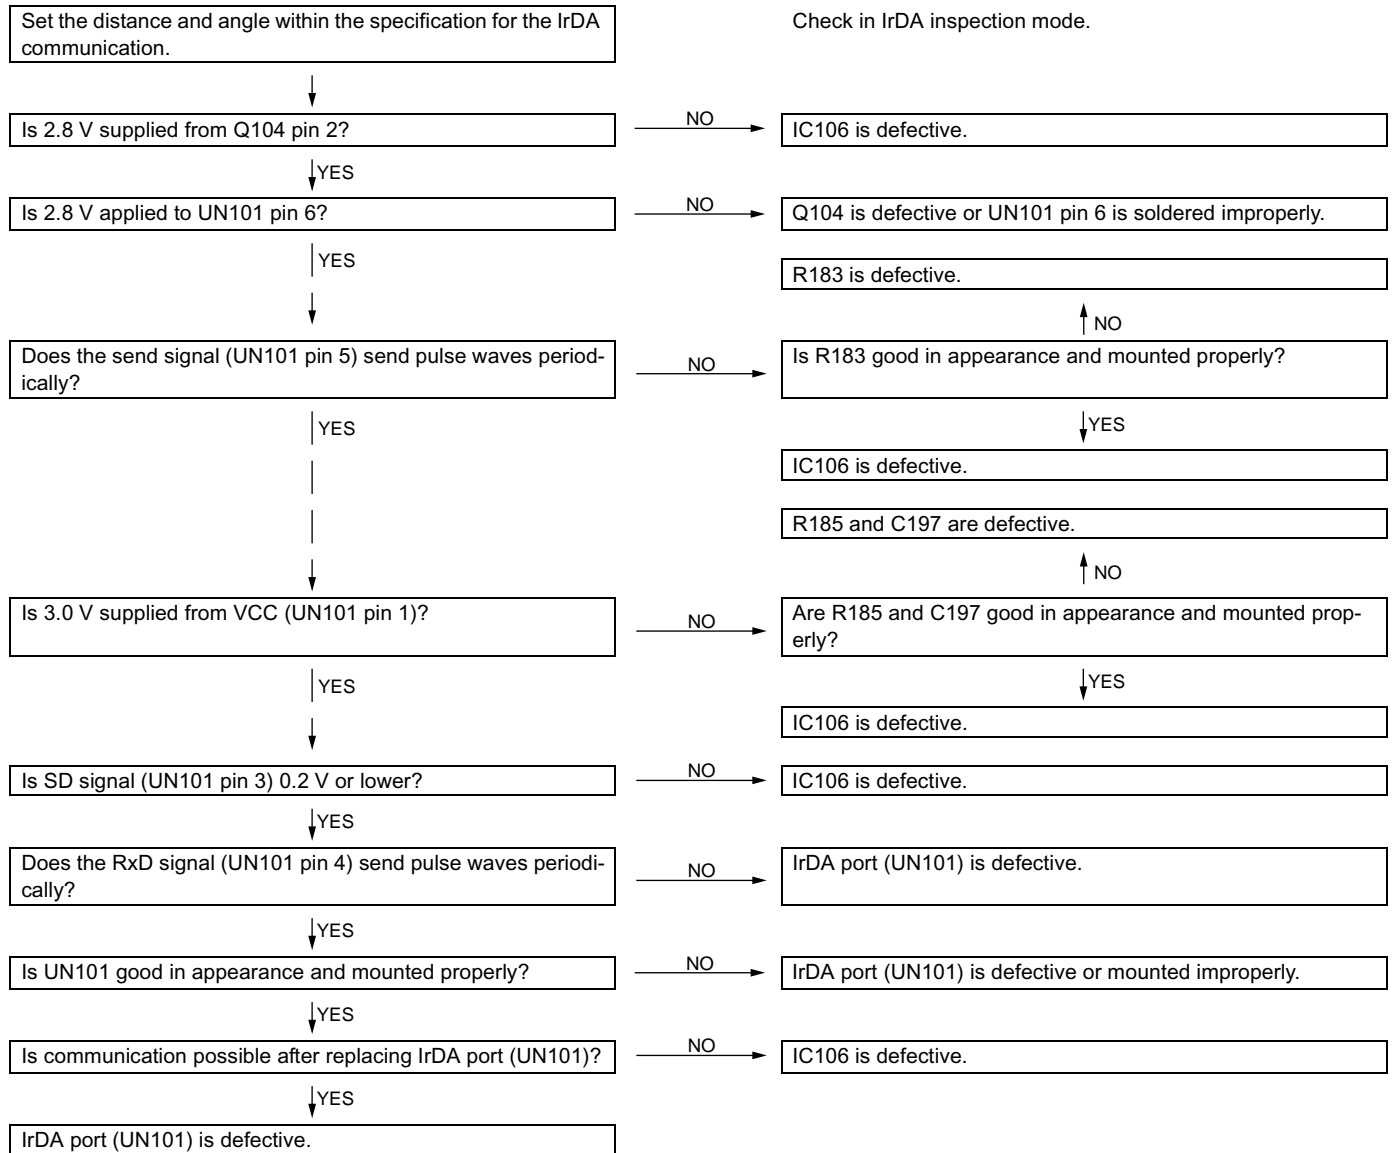 Set the distance and angle within the specification for the IrDA
communication.
Check in IrDA inspection mode.
Is 2.8 V supplied from Q104 pin 2?
NO
IC106 is defective.
YES
Is 2.8 V applied to UN101 pin 6?
NO
Q104 is defective or UN101 pin 6 is soldered improperly.
YES
R183 is defective.
NO
Does the send signal (UN101 pin 5) send pulse waves period-
ically?
NO
Is R183 good in appearance and mounted properly?
YES
YES
IC106 is defective.
R185 and C197 are defective.
NO
Is 3.0 V supplied from VCC (UN101 pin 1)?
NO
Are R185 and C197 good in appearance and mounted prop-
erly?
YES
YES
IC106 is defective.
Is SD signal (UN101 pin 3) 0.2 V or lower?
NO
IC106 is defective.
YES
Does the RxD signal (UN101 pin 4) send pulse waves periodi-
cally?
NO
IrDA port (UN101) is defective.
YES
Is UN101 good in appearance and mounted properly?
NO
IrDA port (UN101) is defective or mounted improperly.
YES
Is communication possible after replacing IrDA port (UN101)?
NO
IC106 is defective.
YES
IrDA port (UN101) is defective.